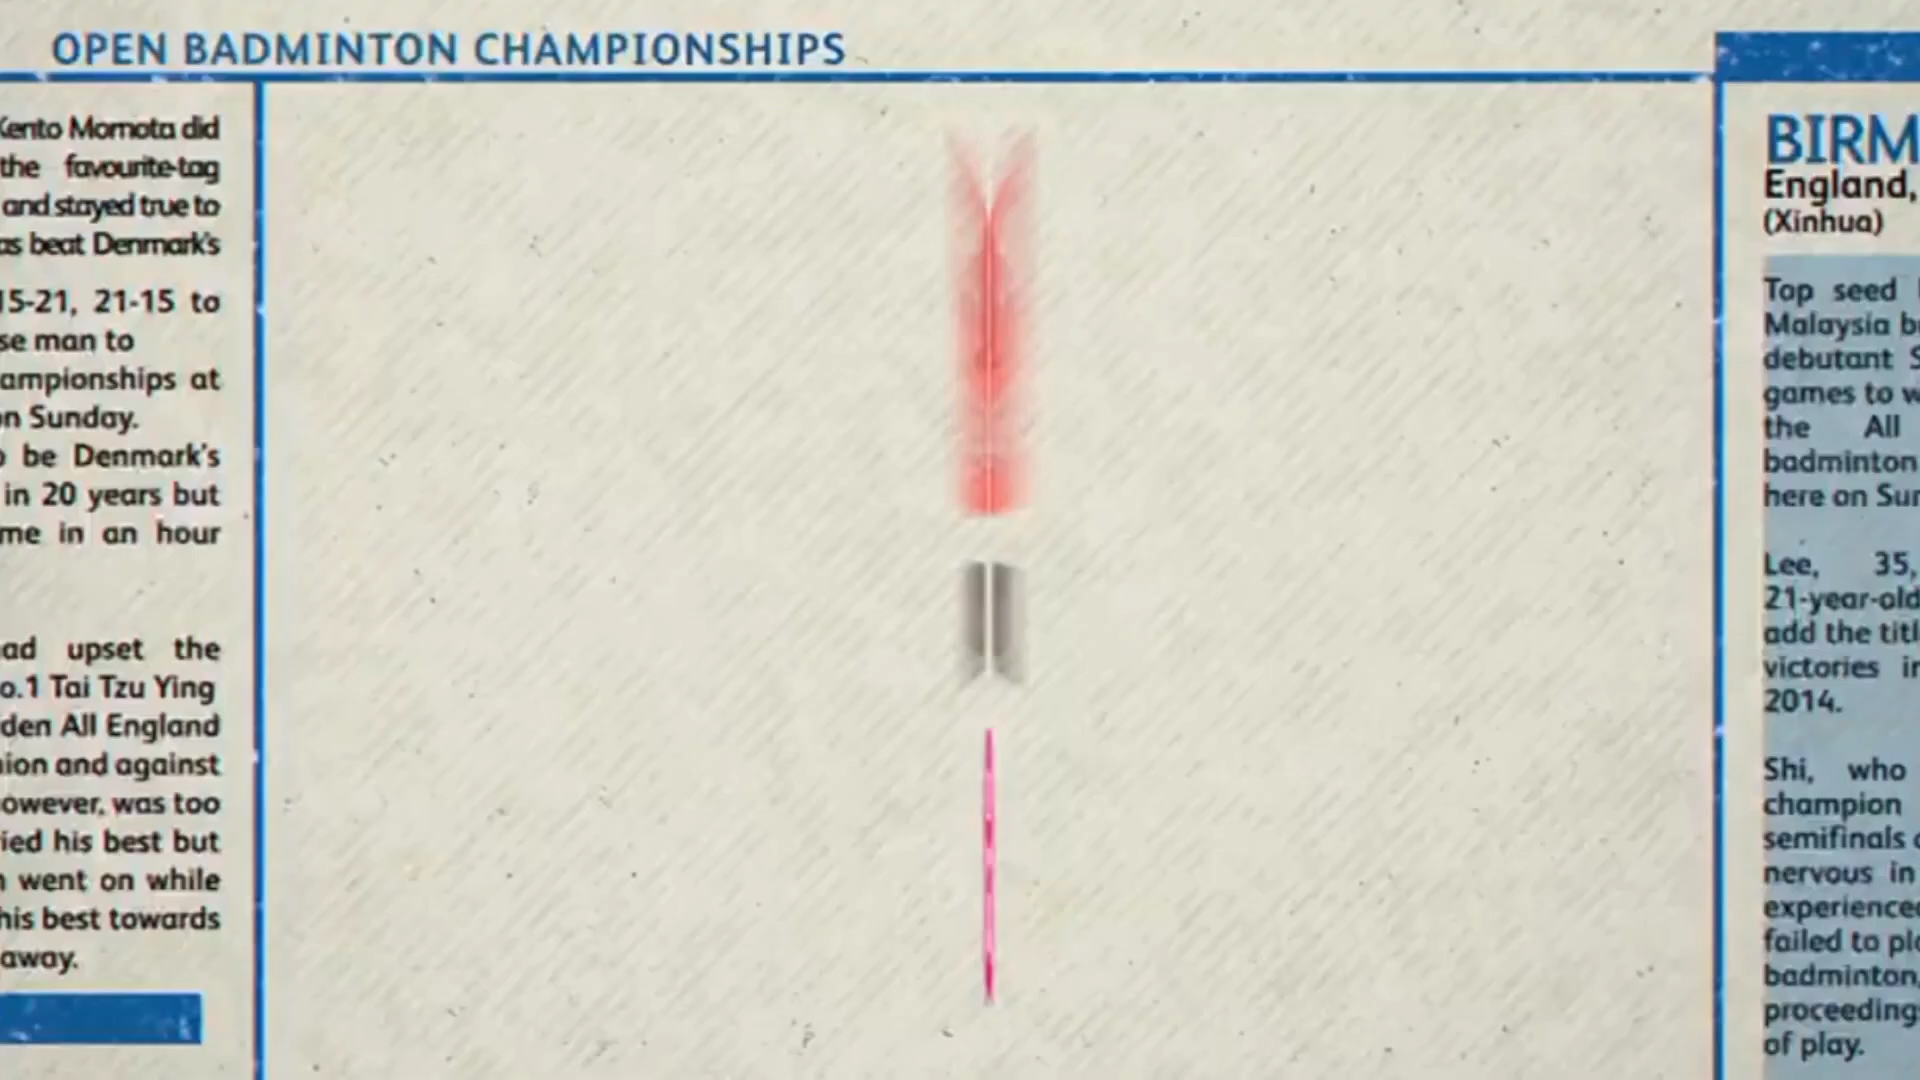 OPEN BADMINTON CHAMPIONSHIPS
Kento Momota did
the favourite-tag
and stayed true to
as beat Denmark's
15-21, 21-15 to
se man to
ampionships at
on Sunday.
be Denmark's
in 20 years but
me in an hour
ad upset the
o.1 Tai Tzu Ying
den All England
ion and against
owever, was too
ied his best but
went on while
his best towards
away.
BIRM
England,
(Xinhua)
Top seed
Malaysia b
debutant S
games to w
the All
badminton
here on Sun
Lee, 35,
21-year-old
add the titl
victories in
2014.
Shi, who
champion
semifinals
nervous in
experienced
failed to pla
badminton,
proceeding
of play.